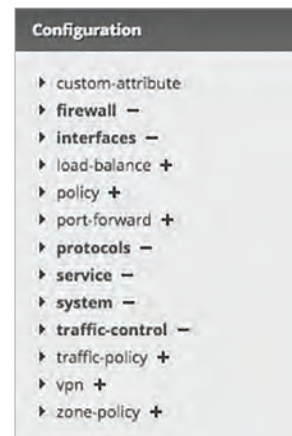 Configuration
custom-attribute
firewall −
interfaces −
load-balance +
policy +
port-forward +
protocols −
service −
system −
traffic-control −
traffic-policy +
vpn +
zone-policy +